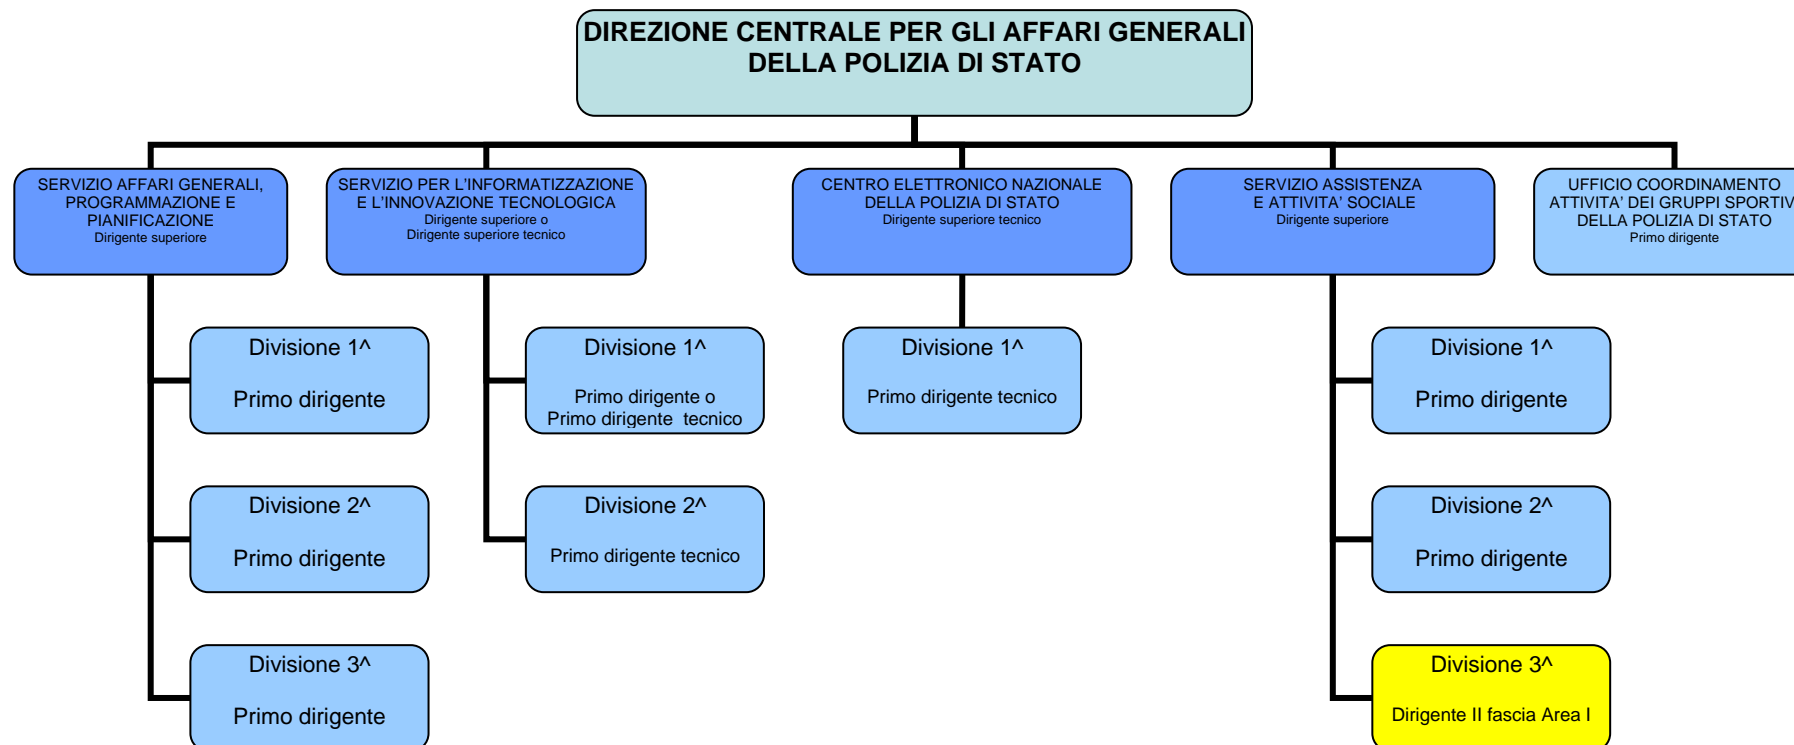 DIREZIONE CENTRALE PER GLI AFFARI GENERALI
DELLA POLIZIA DI STATO
SERVIZIO AFFARI GENERALI,
PROGRAMMAZIONE E
PIANIFICAZIONE
Dirigente superiore
SERVIZIO PER L'INFORMATIZZAZIONE
E L'INNOVAZIONE TECNOLOGICA
Dirigente superiore o
Dirigente superiore tecnico
CENTRO ELETTRONICO NAZIONALE
DELLA POLIZIA DI STATO
Dirigente superiore tecnico
SERVIZIO ASSISTENZA
E ATTIVITA' SOCIALE
Dirigente superiore
UFFICIO COORDINAMENTO
ATTIVITA' DEI GRUPPI SPORTIV
DELLA POLIZIA DI STATO
Primo dirigente
Divisione 1^
Primo dirigente
Divisione 2^
Primo dirigente
Divisione 3^
Primo dirigente
Divisione 1^
Primo dirigente o
Primo dirigente tecnico
Divisione 2^
Primo dirigente tecnico
Divisione 1^
Primo dirigente tecnico
Divisione 1^
Primo dirigente
Divisione 2^
Primo dirigente
Divisione 3^
Dirigente II fascia Area I